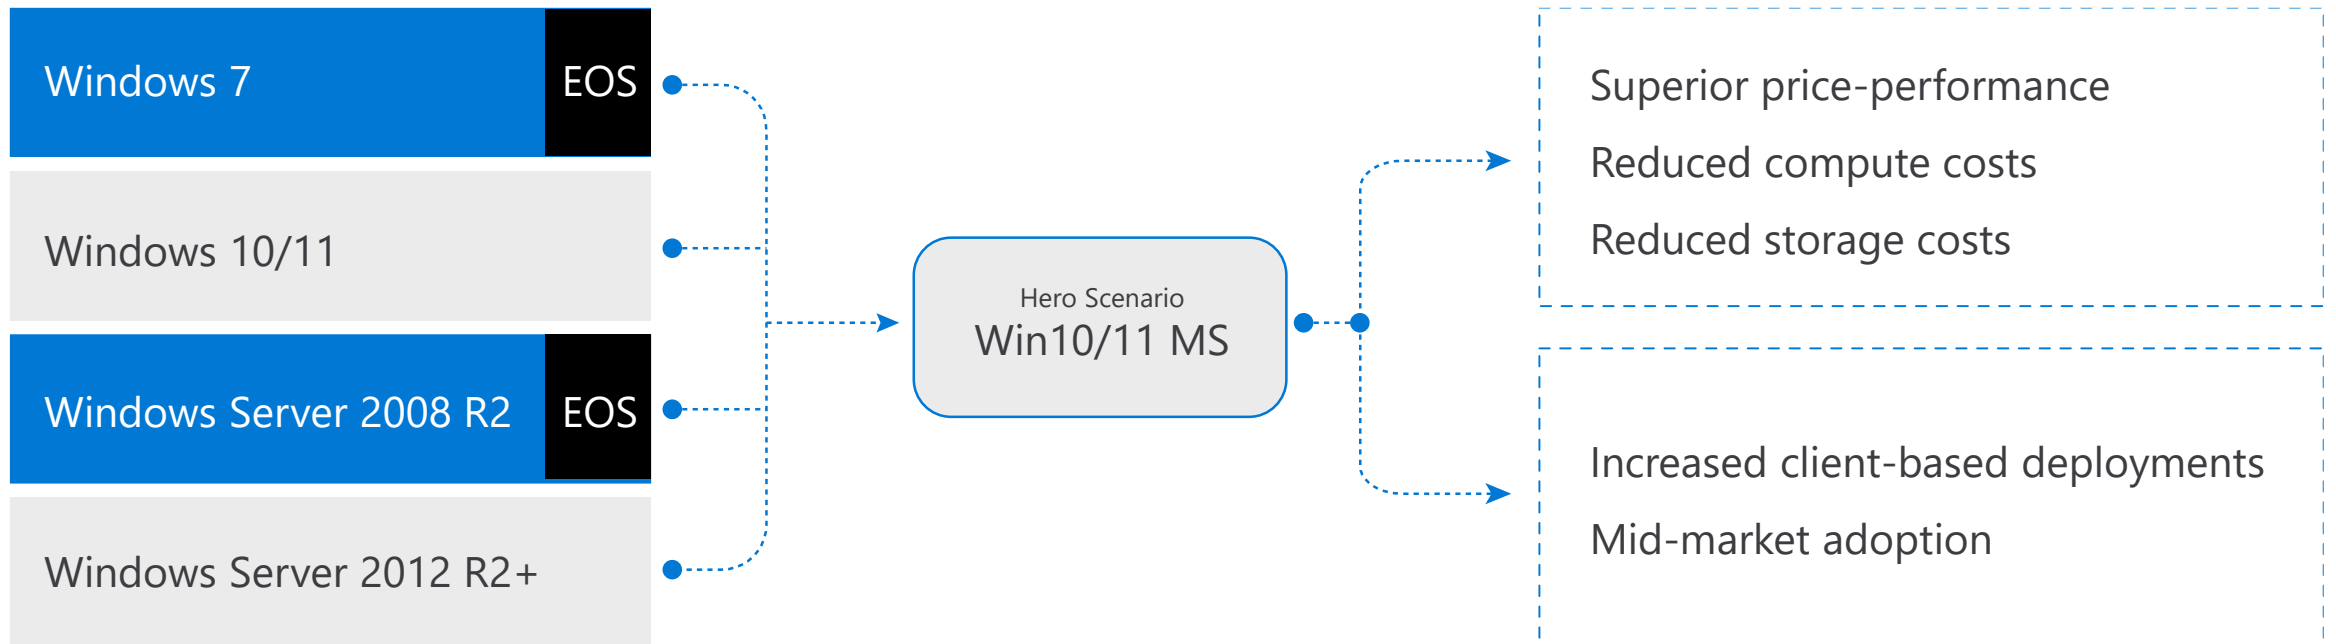 Windows 7
EOS
Windows 10/11
Windows Server 2008 R2
EOS
Windows Server 2012 R2+
Hero Scenario
Win10/11 MS
Superior price-performance
Reduced compute costs
Reduced storage costs
Increased client-based deployments
Mid-market adoption